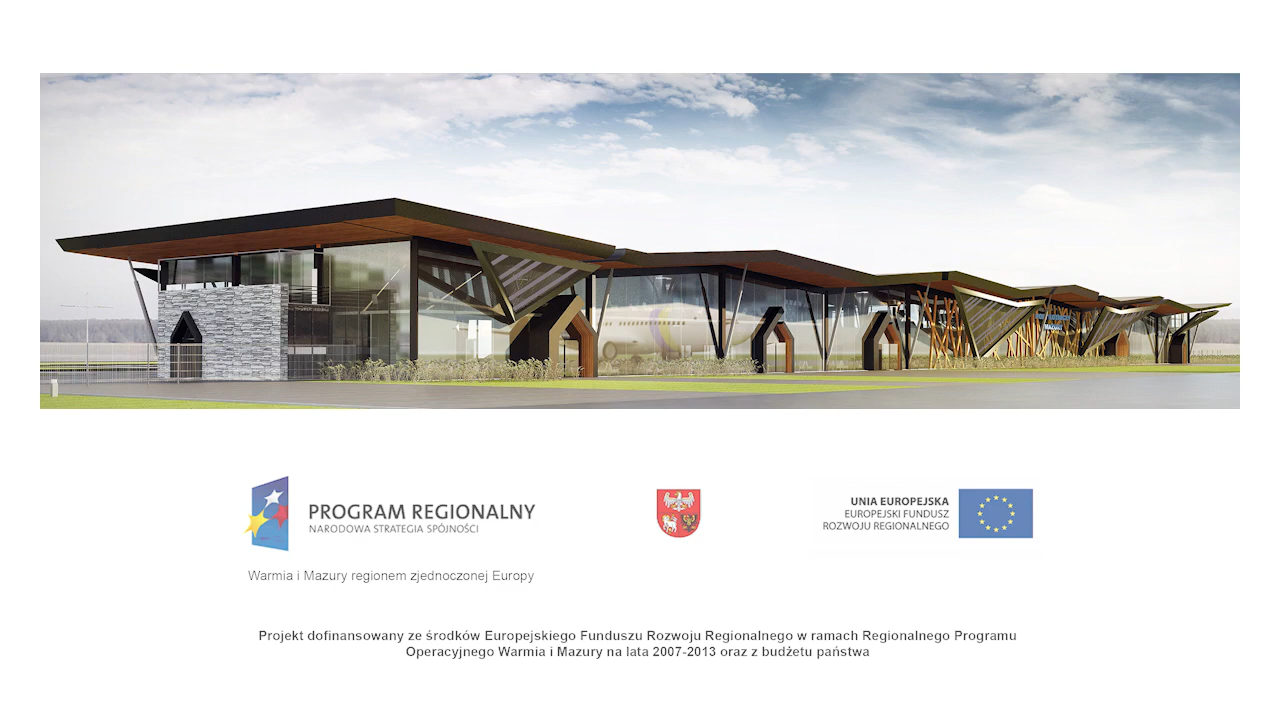 MAZURY
PROGRAM REGIONALNY
NARODOWA STRATEGIA SPÓJNOŚCI
UNIA EUROPEJSKA
EUROPEJSKI FUNDUSZ
ROZWOJU REGIONALNEGO
Warmia i Mazury regionem zjednoczonej Europy
Projekt dofinansowany ze środków Europejskiego Funduszu Rozwoju Regionalnego w ramach Regionalnego Programu
Operacyjnego Warmia i Mazury na lata 2007-2013 oraz z budżetu państwa